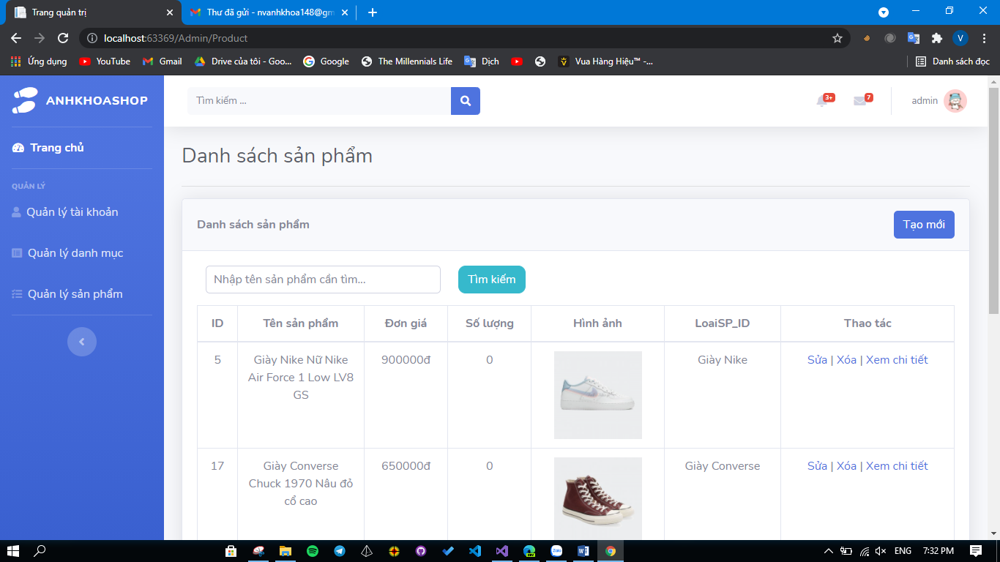 Trang quản trị
Thư đã gửi - nvanhkhoa148@gm
localhost:63369/Admin/Product
V
Ứng dụng
YouTube
Gmail
Drive của tôi - Goo...
Google
The Millennials Life
Dịch
Vua Hàng Hiệu™ -...
Danh sách đọc
ANHKHOASHOP
Tìm kiếm ...
3+
7
admin
Trang chủ
QUẢN LÝ
Quản lý tài khoản
Quản lý danh mục
Quản lý sản phẩm
Danh sách sản phẩm
Danh sách sản phẩm
Tạo mới
Nhập tên sản phẩm cần tìm...
Tìm kiếm
ID Tên sản phẩm Đơn giá Số lượng Hình ảnh LoaiSP_ID Thao tác
5 Giày Nike Nữ Nike 900000đ 0 Giày Nike Sửa | Xóa | Xem chi tiết
Air Force 1 Low LV8
GS
17 Giày Converse 650000đ 0 Giày Converse Sửa | Xóa | Xem chi tiết
Chuck 1970 Nâu đỏ
cổ cao
ENG
7:32 PM